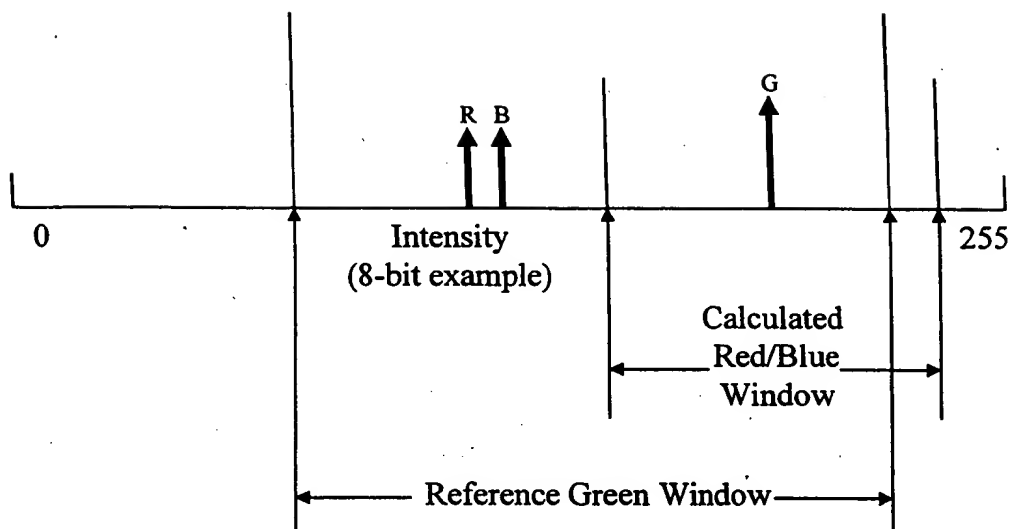 G
R B
0
Intensity
(8-bit example)
255
Calculated
Red/Blue
Window
Reference Green Window